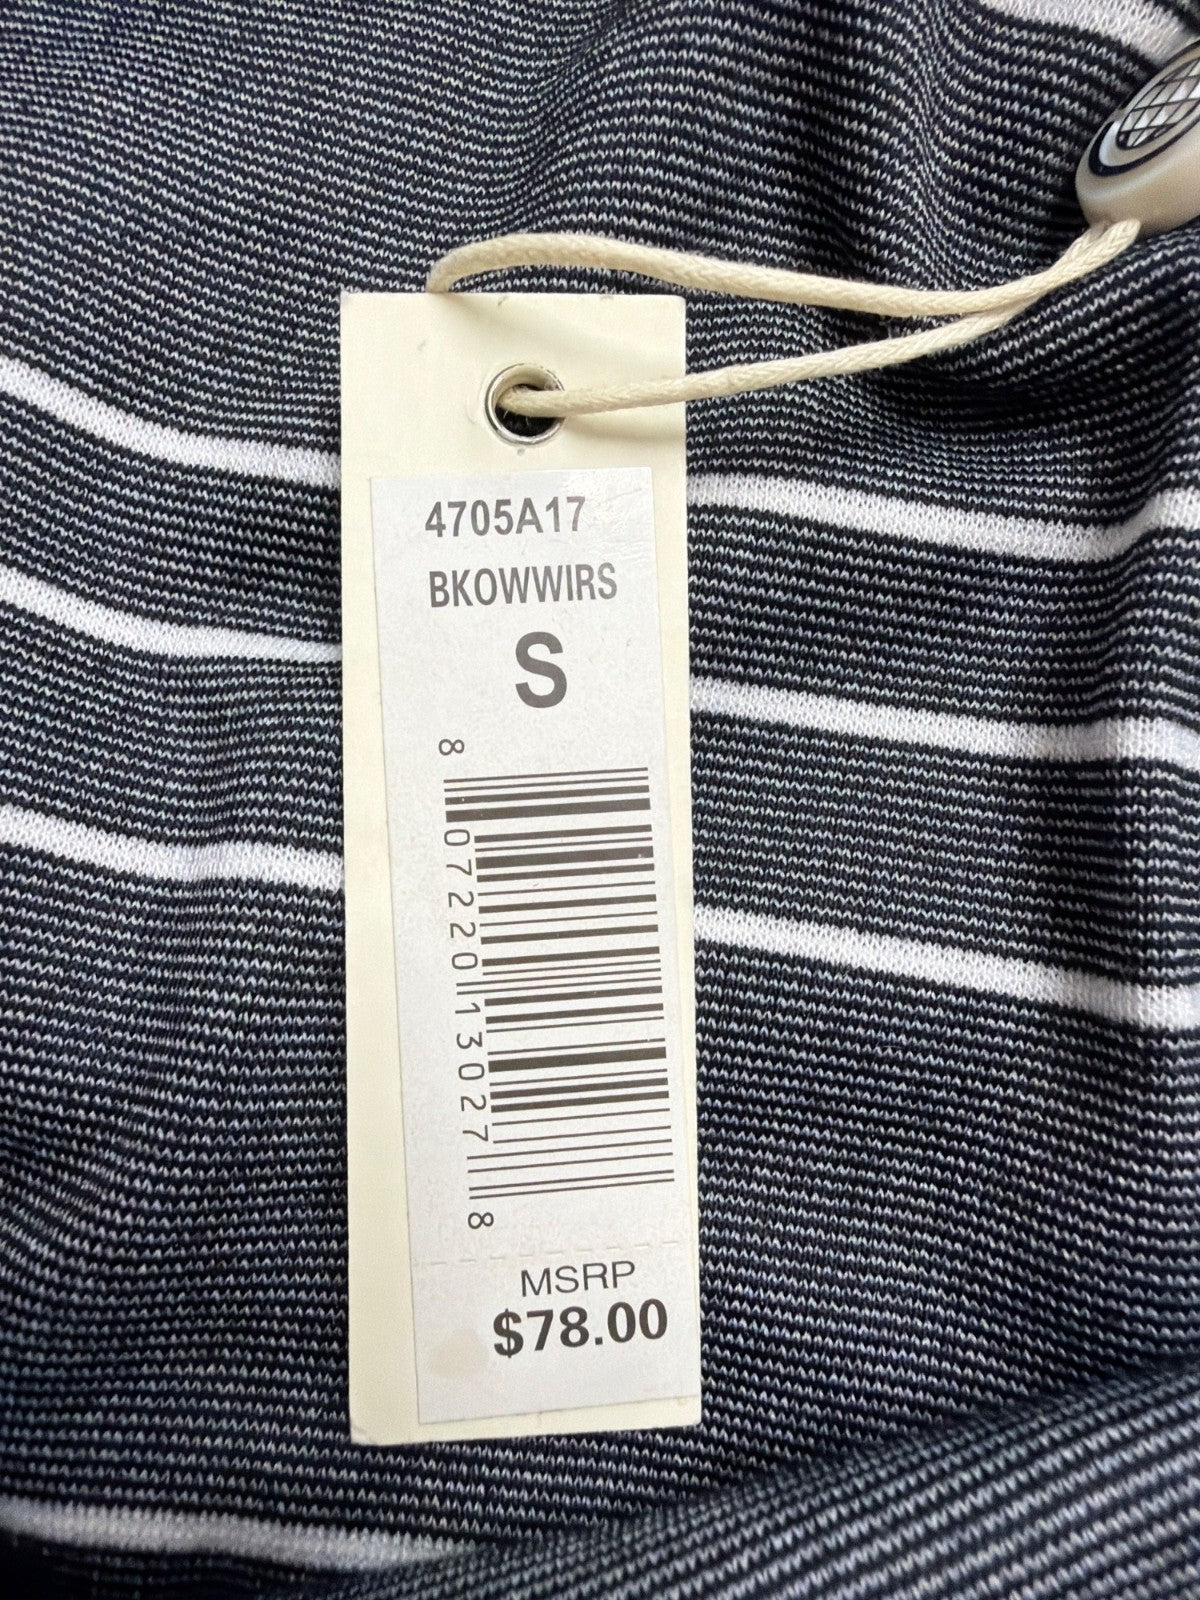 4705A17
BKOWWIRS
S
8 07220 13027 8
MSRP
$78.00